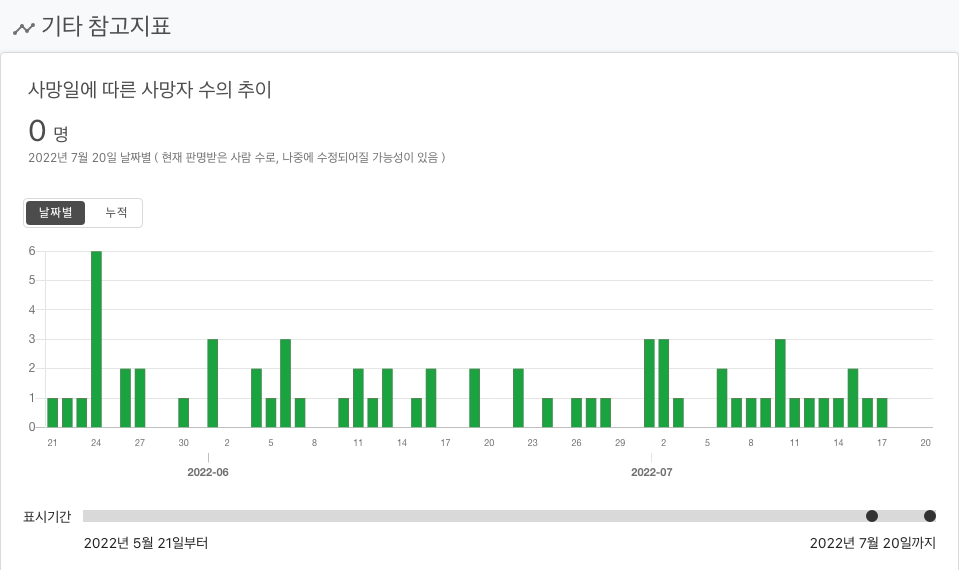 기타 참고지표
사망일에 따른 사망자 수의 추이
0 명
2022년 7월 20일 날짜별 ( 현재 판명받은 사람 수로, 나중에 수정되어질 가능성이 있음 )
날짜별 누적
6
5
4
3
2
1
0
21 24 27 30 2 5 8 11 14 17 20 23 26 29 2 5 8 11 14 17 20
2022-06 2022-07
표시기간
2022년 5월 21일부터 2022년 7월 20일까지